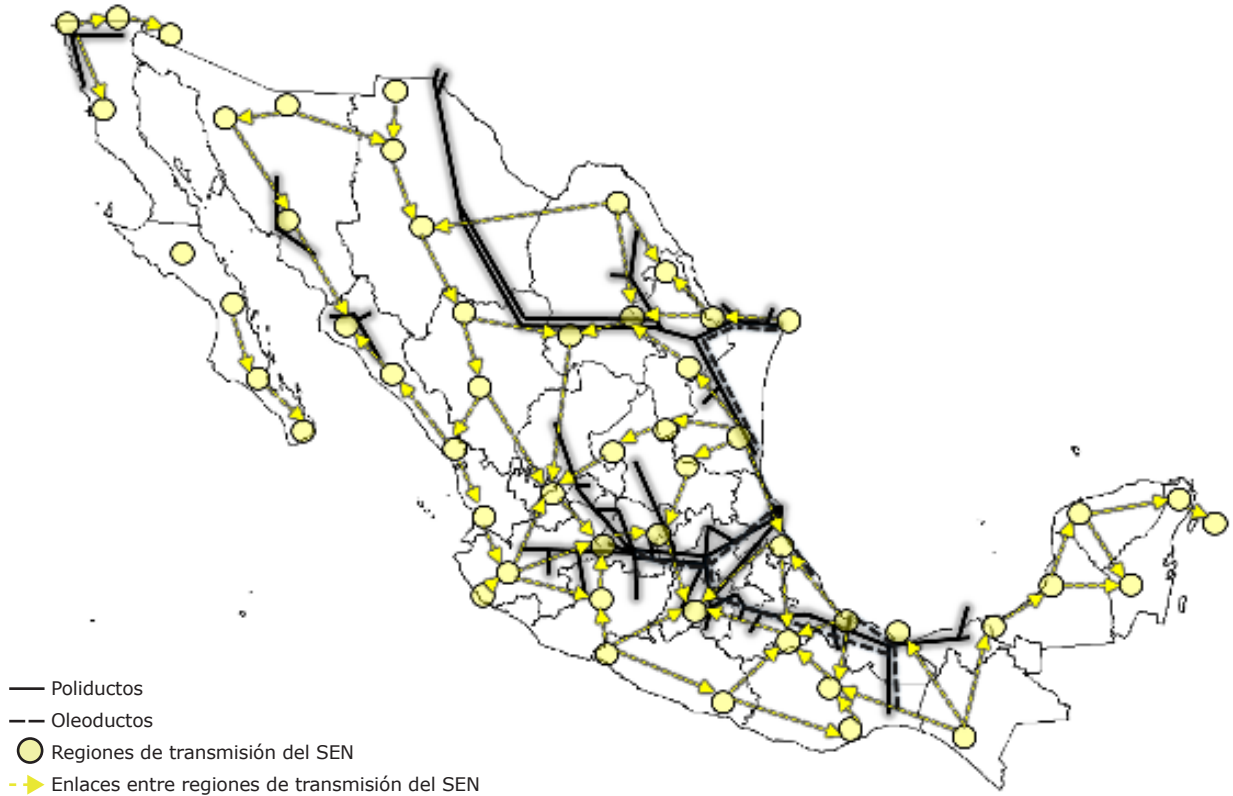 Poliductos
Oleoductos
Regiones de transmisión del SEN
Enlaces entre regiones de transmisión del SEN